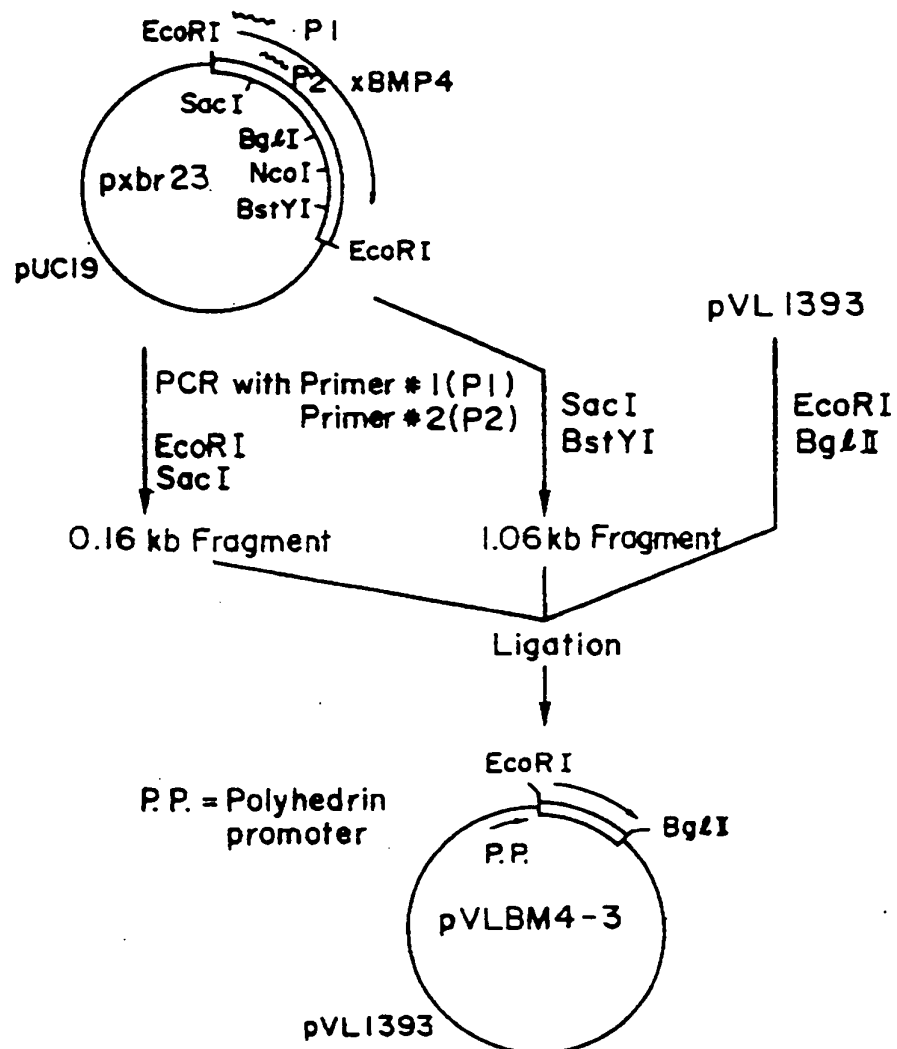 EcoRI
P1
P2
xBMP4
SacI
BglI
NcoI
BstYI
pxbr23
EcoRI
pUC19
pVL1393
PCR with Primer #1(P1)
Primer #2(P2)
EcoRI
SacI
SacI
BstYI
EcoRI
BglII
0.16 kb Fragment
1.06kb Fragment
Ligation
EcoRI
P.P. = Polyhedrin
promoter
BglI
P.P.
pVLBM4-3
pVL1393